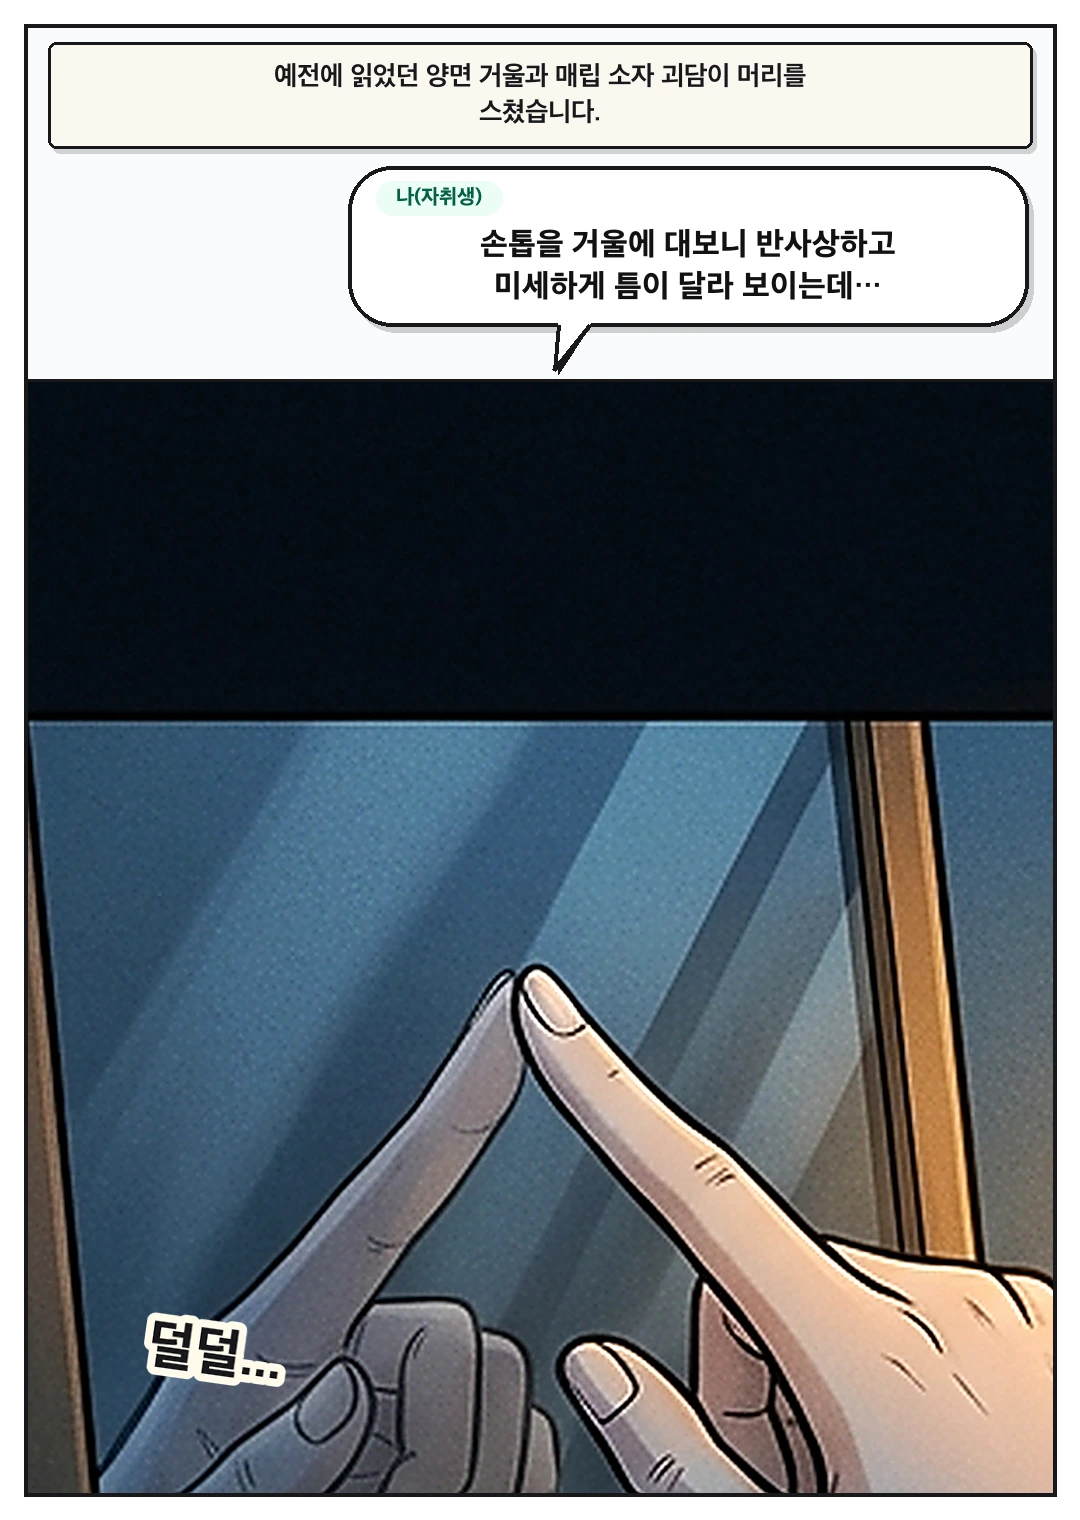 예전에 읽었던 양면 거울과 매립 소자 괴담이 머리를
스쳤습니다.
나(자취생)
손톱을 거울에 대보니 반사상하고
미세하게 틈이 달라 보이는데…
덜덜...